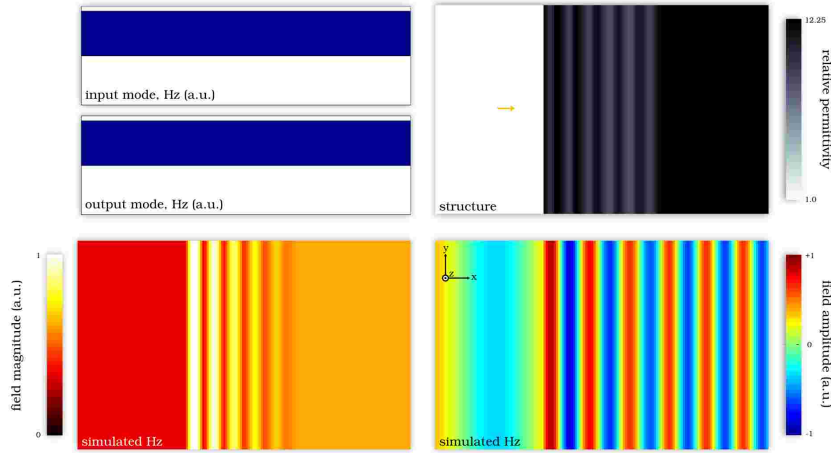 input mode, Hz (a.u.)
output mode, Hz (a.u.)
structure
12.25
relative permittivity
1.0
1
field magnitude (a.u.)
0
simulated Hz
y
z
x
simulated Hz
+1
0
field amplitude (a.u.)
-1